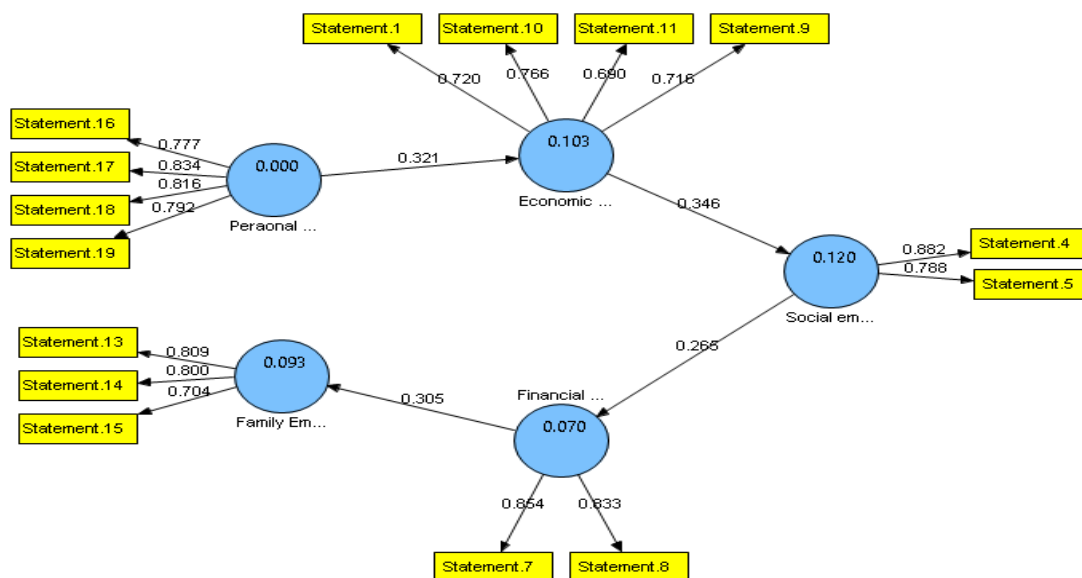 Statement.1
Statement.10
Statement.11
Statement.9
0.720
0.766
0.690
0.716
Statement.16
Statement.17
Statement.18
Statement.19
0.777
0.834
0.816
0.792
0.000
Peraonal ...
0.321
0.103
Economic ...
0.346
0.120
Social em...
0.882
0.788
Statement.4
Statement.5
0.265
Statement.13
Statement.14
Statement.15
0.809
0.800
0.704
0.093
Family Em...
0.305
Financial ...
0.070
0.854
0.833
Statement.7
Statement.8